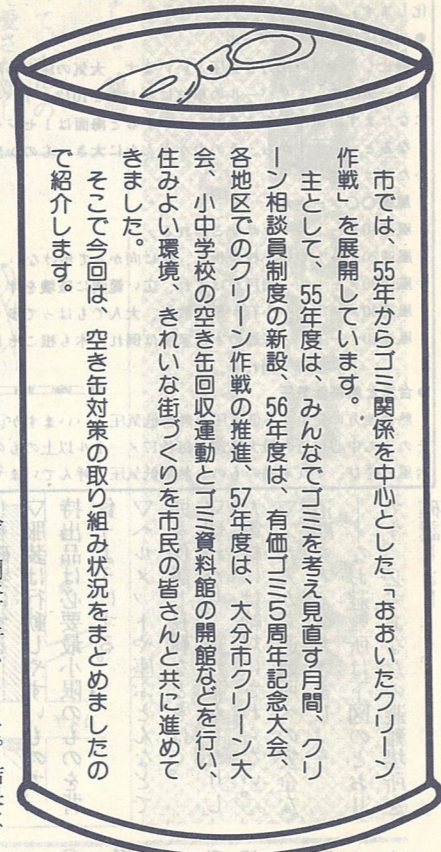 市では、55年からゴミ関係を中心とした「おおいたクリーン
作戦」を展開しています。
主として、55年度は、みんなでゴミを考え見直す月間、クリ
ーン相談員制度の新設、56年度は、有価ゴミ5周年記念大会、
各地区でのクリーン作戦の推進、57年度は、大分市クリーン大
会、小中学校の空き缶回収運動とゴミ資料館の開館などを行い、
住みよい環境、きれいな街づくりを市民の皆さんと共に進めて
きました。
そこで今回は、空き缶対策の取り組み状況をまとめましたの
で紹介します。